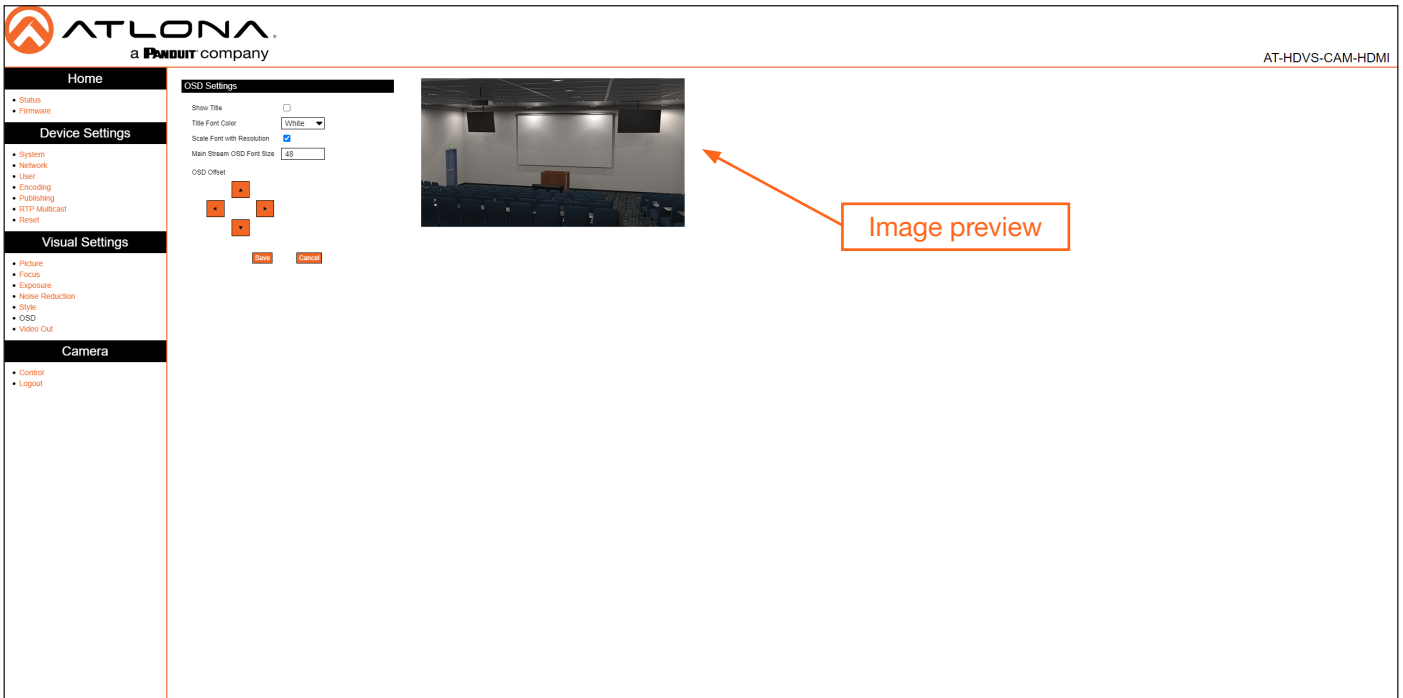 ATLONA.
a PANDUIT company
AT-HDVS-CAM-HDMI
Home
• Status
• Firmware
Device Settings
• System
• Network
• User
• Encoding
• Publishing
• RTP Multicast
• Reset
Visual Settings
• Picture
• Focus
• Exposure
• Noise Reduction
• Style
• OSD
• Video Out
Camera
• Control
• Logout
OSD Settings
Show Title
Title Font Color White
Scale Font with Resolution
Main Stream OSD Font Size 48
OSD Offset
Save Cancel
Image preview